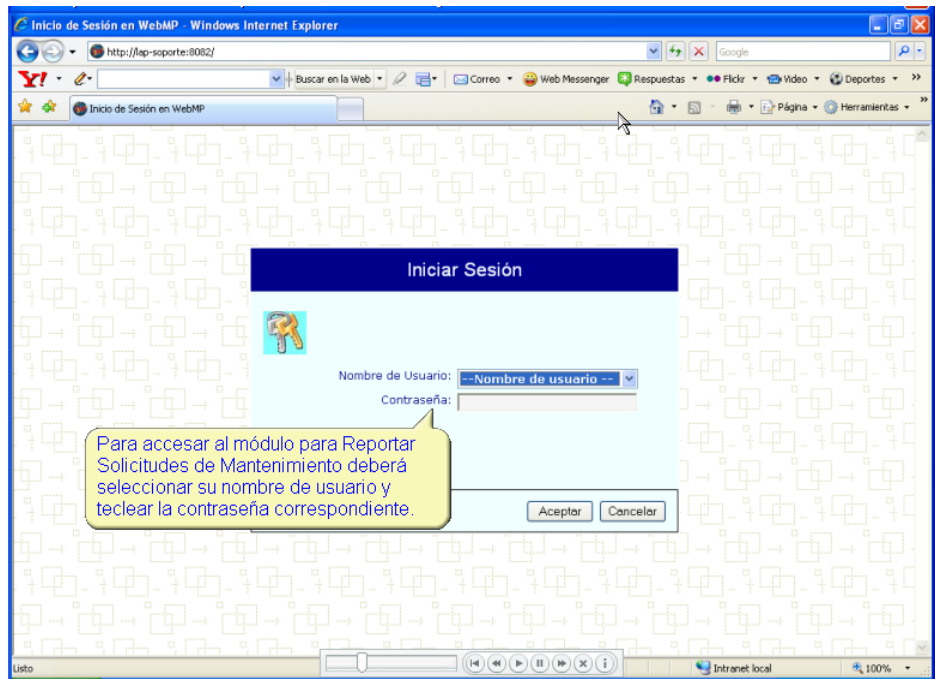 Inicio de Sesión en WebMP - Windows Internet Explorer
http://lap-soporte:8082/
Google
Y!
Buscar en la Web
Correo
Web Messenger
Respuestas
Flickr
Video
Deportes
Inicio de Sesión en WebMP
Página
Herramientas
Iniciar Sesión
Nombre de Usuario:
--Nombre de usuario --
Contraseña:
Para accesar al módulo para Reportar
Solicitudes de Mantenimiento deberá
seleccionar su nombre de usuario y
teclear la contraseña correspondiente.
Aceptar
Cancelar
Listo
Intranet local
100%